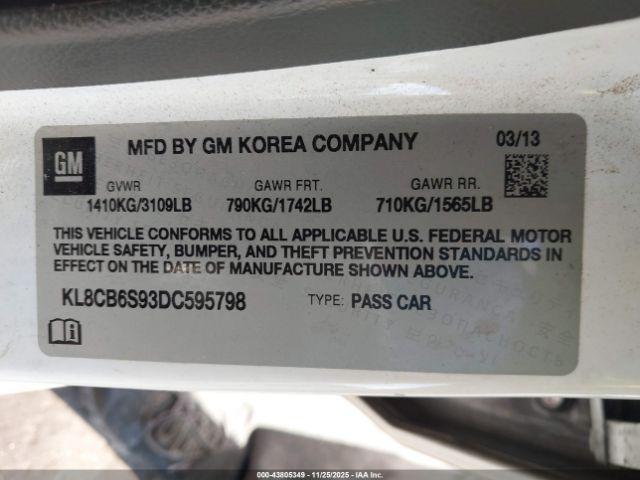 GM
MFD BY GM KOREA COMPANY
03/13
GVWR
GAWR FRT.
GAWR RR.
1410KG/3109LB
790KG/1742LB
710KG/1565LB
THIS VEHICLE CONFORMS TO ALL APPLICABLE U.S. FEDERAL MOTOR
VEHICLE SAFETY, BUMPER, AND THEFT PREVENTION STANDARDS IN
EFFECT ON THE DATE OF MANUFACTURE SHOWN ABOVE.
KL8CB6S93DC595798
TYPE: PASS CAR
000-43805349 | 11/25/2025 - IAAI.COM